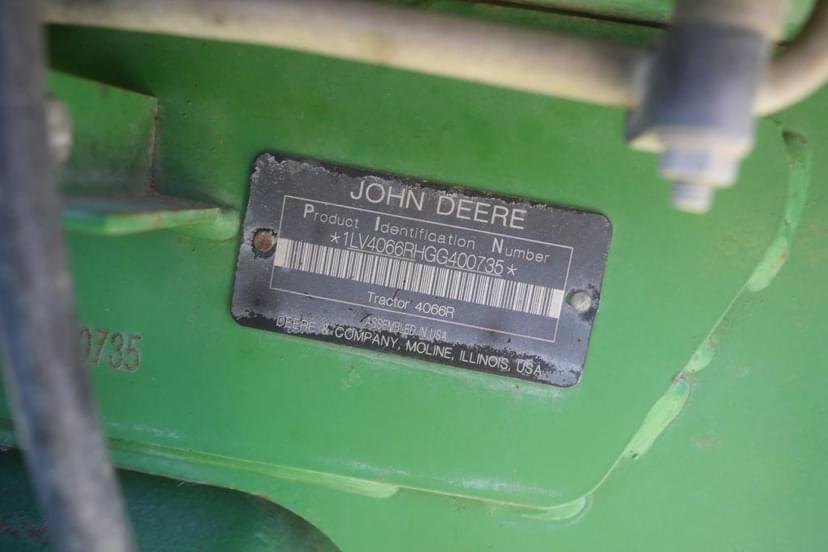 JOHN DEERE
Product Identification Number
*1LV4066RHGG400735*
Tractor 4066R
ASSEMBLED IN USA
DEERE & COMPANY, MOLINE, ILLINOIS, USA
0735